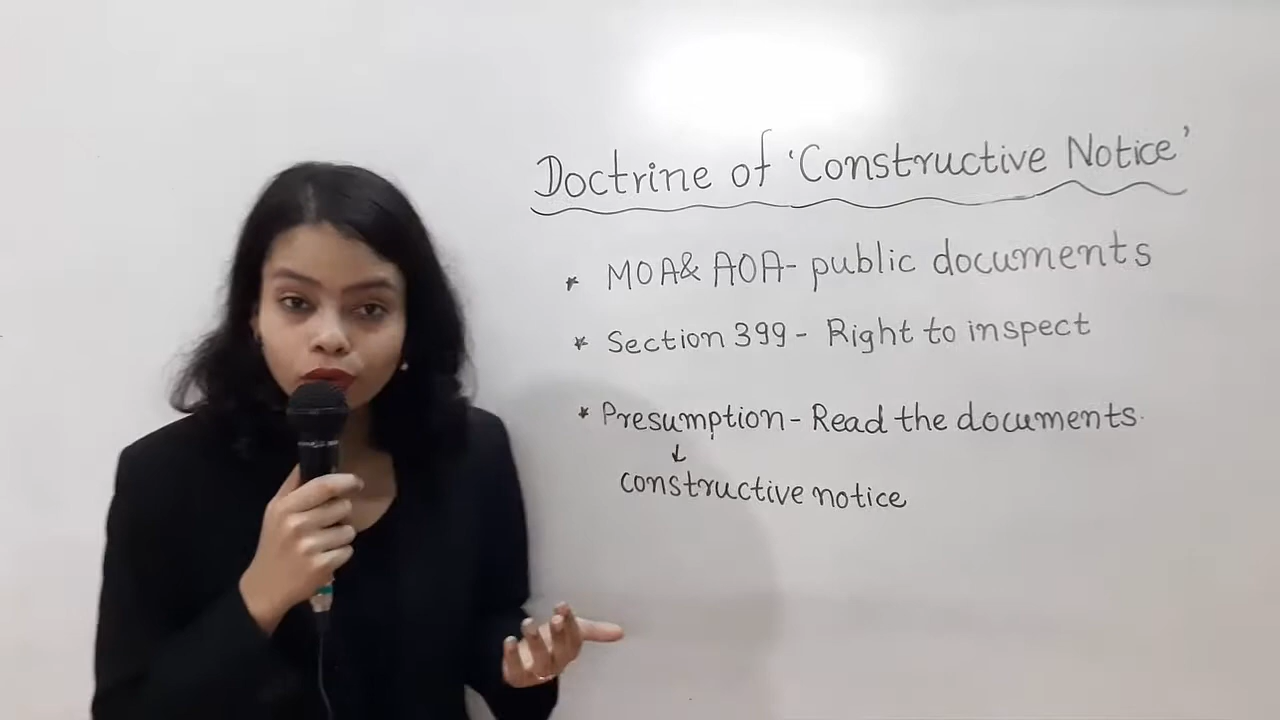 Doctrine of 'Constructive Notice'
* MOA & AOA - public documents
* Section 399 - Right to inspect
* Presumption - Read the documents.
↓
constructive notice